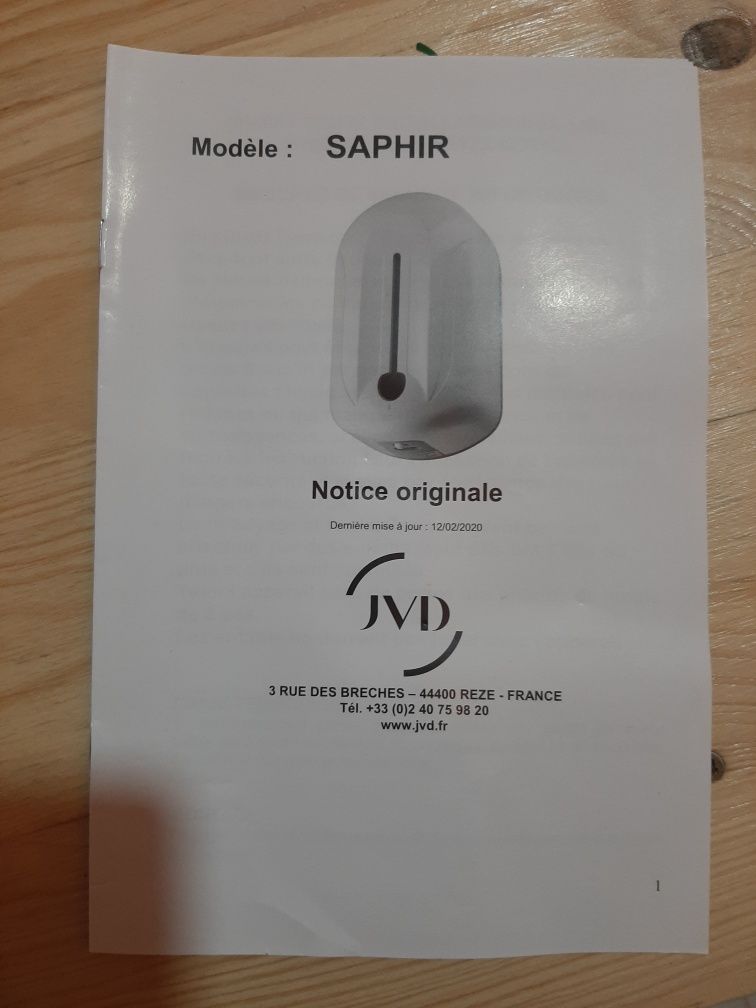 Modèle : SAPHIR
Notice originale
Dernière mise à jour : 12/02/2020
JVD
3 RUE DES BRECHES – 44400 REZE - FRANCE
Tél. +33 (0)2 40 75 98 20
www.jvd.fr
1